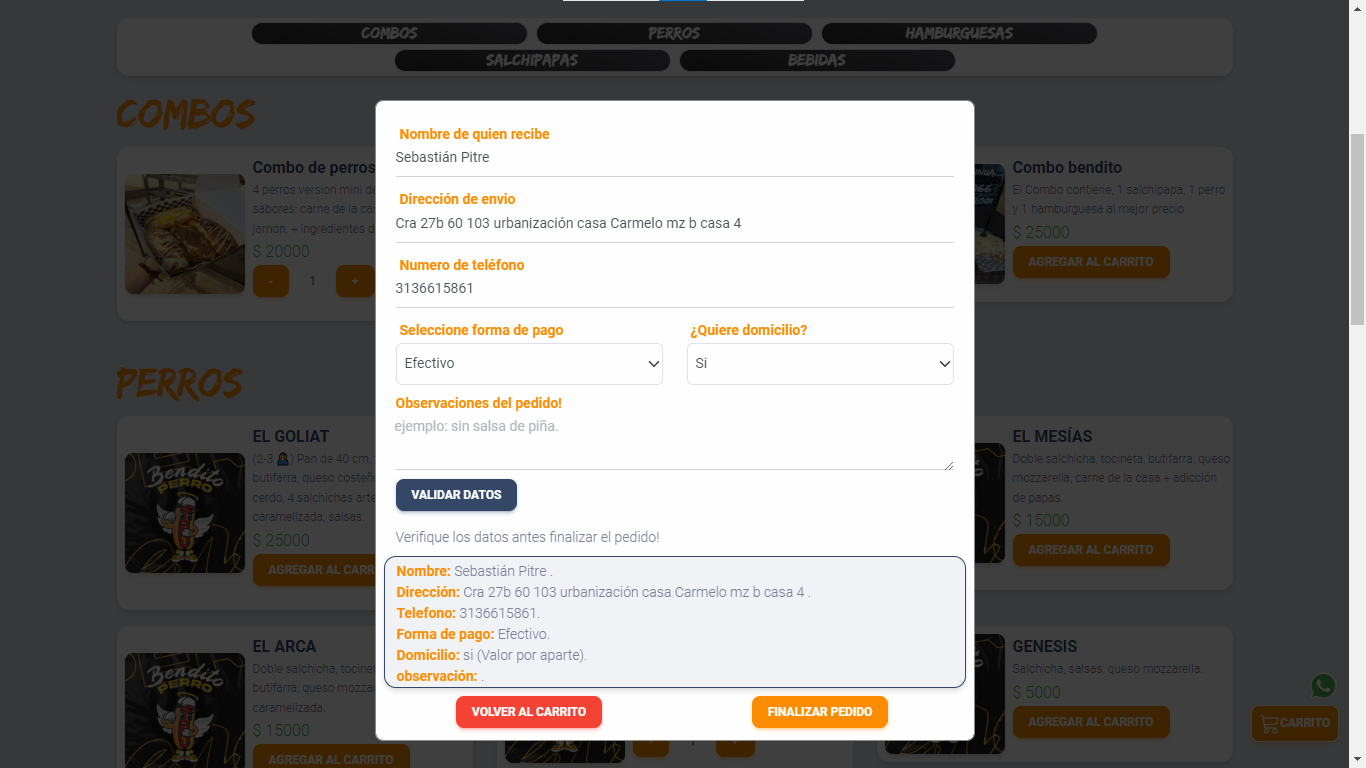 COMBOS
PERROS
HAMBURGUESAS
SALCHIPAPAS
BEBIDAS
COMBOS
Combo de perros
4 perros version mini de
sabores: carne de la cas
jamon, + ingredientes d
$ 20000
-
1
+
Combo bendito
El Combo contiene, 1 salchipapa, 1 perro
y 1 hamburguesa al mejor precio
$ 25000
AGREGAR AL CARRITO
Nombre de quien recibe
Sebastián Pitre
Dirección de envio
Cra 27b 60 103 urbanización casa Carmelo mz b casa 4
Numero de teléfono
3136615861
Seleccione forma de pago
¿Quiere domicilio?
Efectivo
Si
Observaciones del pedido!
ejemplo: sin salsa de piña.
VALIDAR DATOS
Verifique los datos antes finalizar el pedido!
Nombre: Sebastián Pitre .
Dirección: Cra 27b 60 103 urbanización casa Carmelo mz b casa 4 .
Telefono: 3136615861.
Forma de pago: Efectivo.
Domicilio: si (Valor por aparte).
observación: .
VOLVER AL CARRITO
FINALIZAR PEDIDO
PERROS
Bendito
PERRO
EL GOLIAT
(2-3 🙎‍♂️) Pan de 40 cm,
butifarra, queso costeñ
cerdo, 4 salchichas arte
caramelizada, salsas.
$ 25000
AGREGAR AL CARR
EL MESÍAS
Doble salchicha, tocineta, butifarra, queso
mozzarella, carne de la casa + adicción
de papas.
$ 15000
AGREGAR AL CARRITO
Bendito
PERRO
EL ARCA
Doble salchicha, tocinet
butifarra, queso mozza
caramelizada.
$ 15000
AGREGAR AL CARRITO
-
+
GENESIS
Salchicha, salsas, queso mozzarella.
$ 5000
AGREGAR AL CARRITO
CARRITO